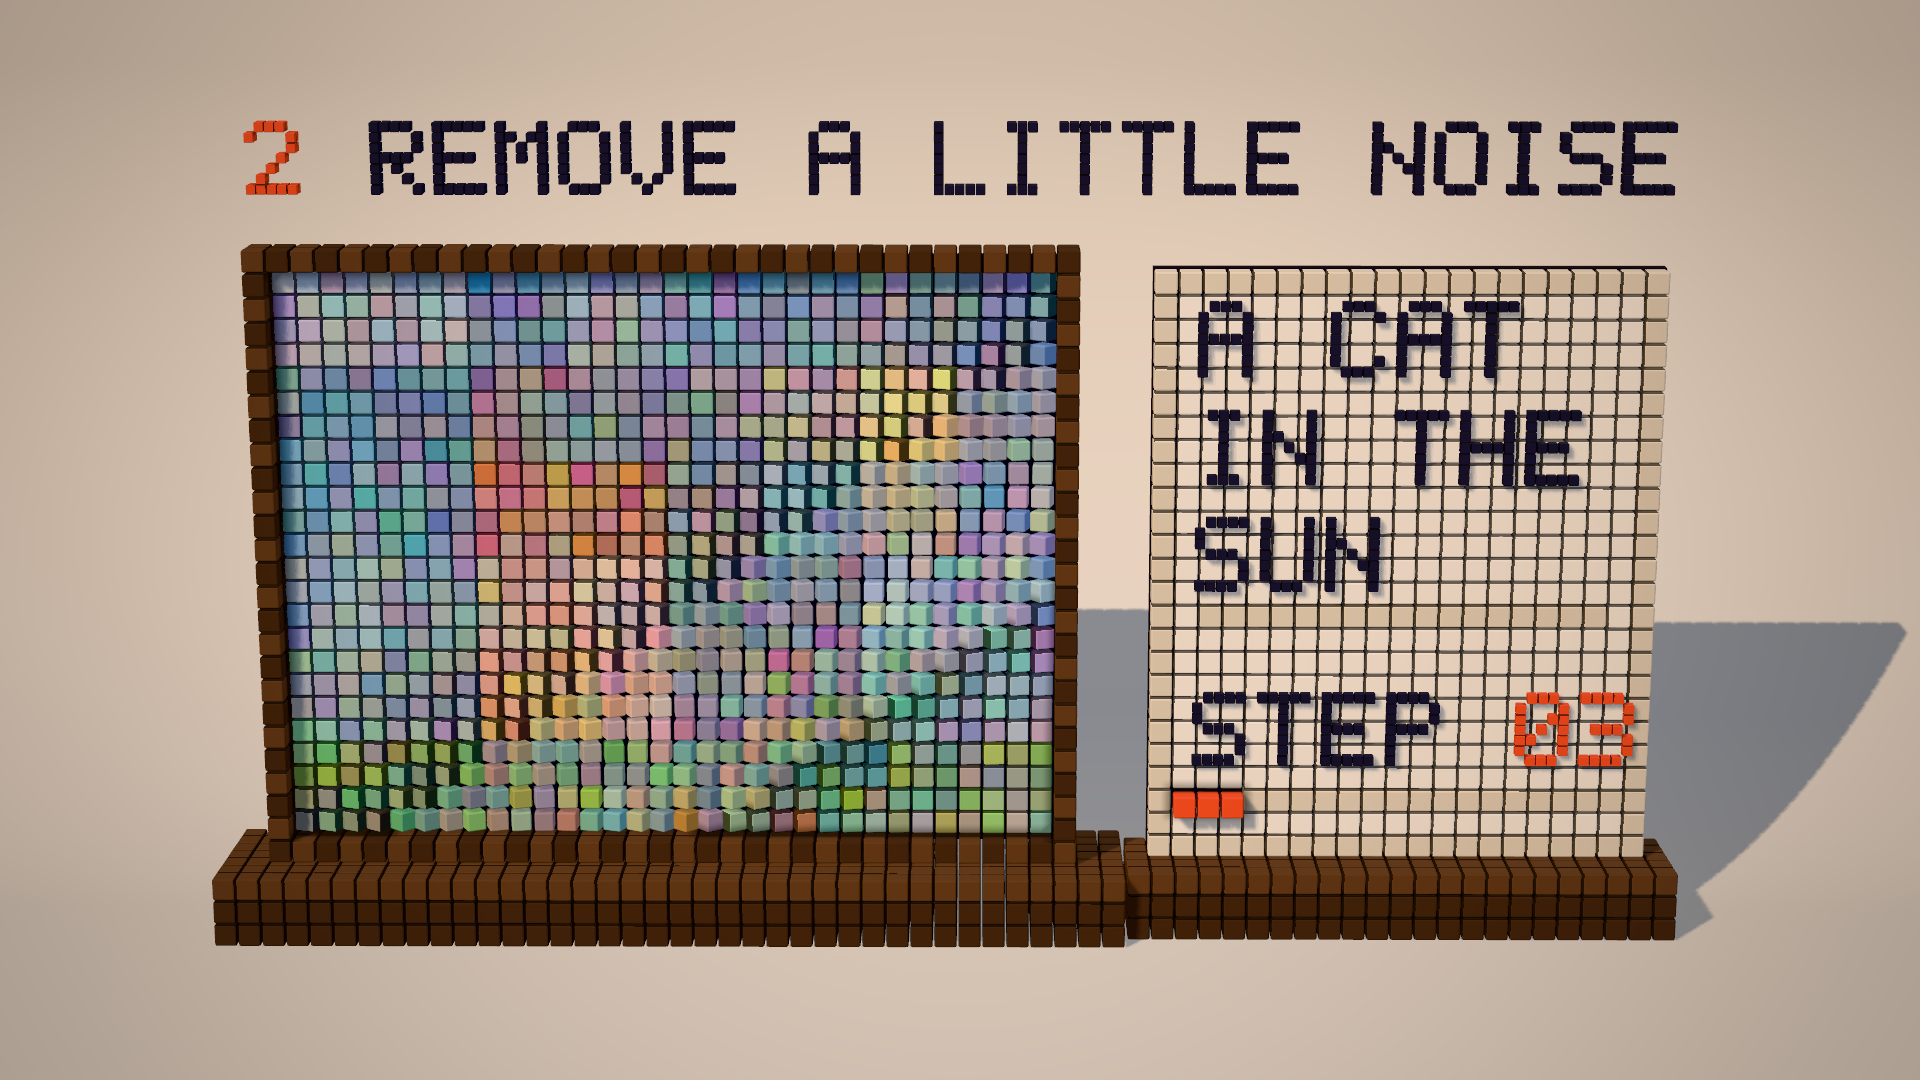 2 REMOVE A LITTLE NOISE
A CAT
IN THE
SUN
STEP 03